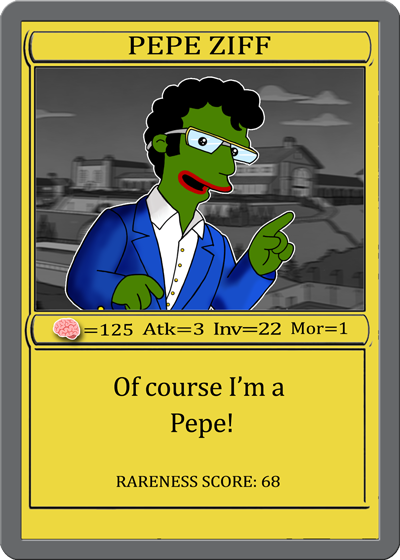 PEPE ZIFF
=125 Atk=3 Inv=22 Mor=1
Of course I'm a
Pepe!
RARENESS SCORE: 68